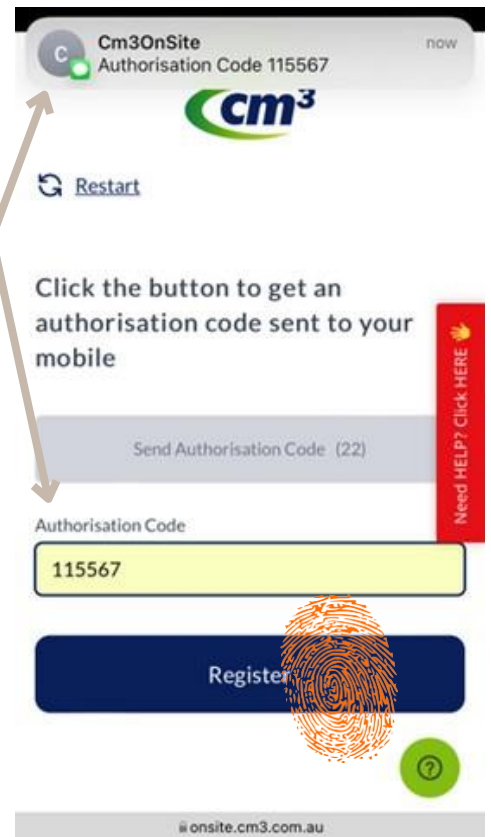 C
Cm3OnSite
now
Authorisation Code 115567
cm³
Restart
Click the button to get an
authorisation code sent to your
mobile
Need HELP? Click HERE 👋
Send Authorisation Code (22)
Authorisation Code
115567
Register
?
onsite.cm3.com.au